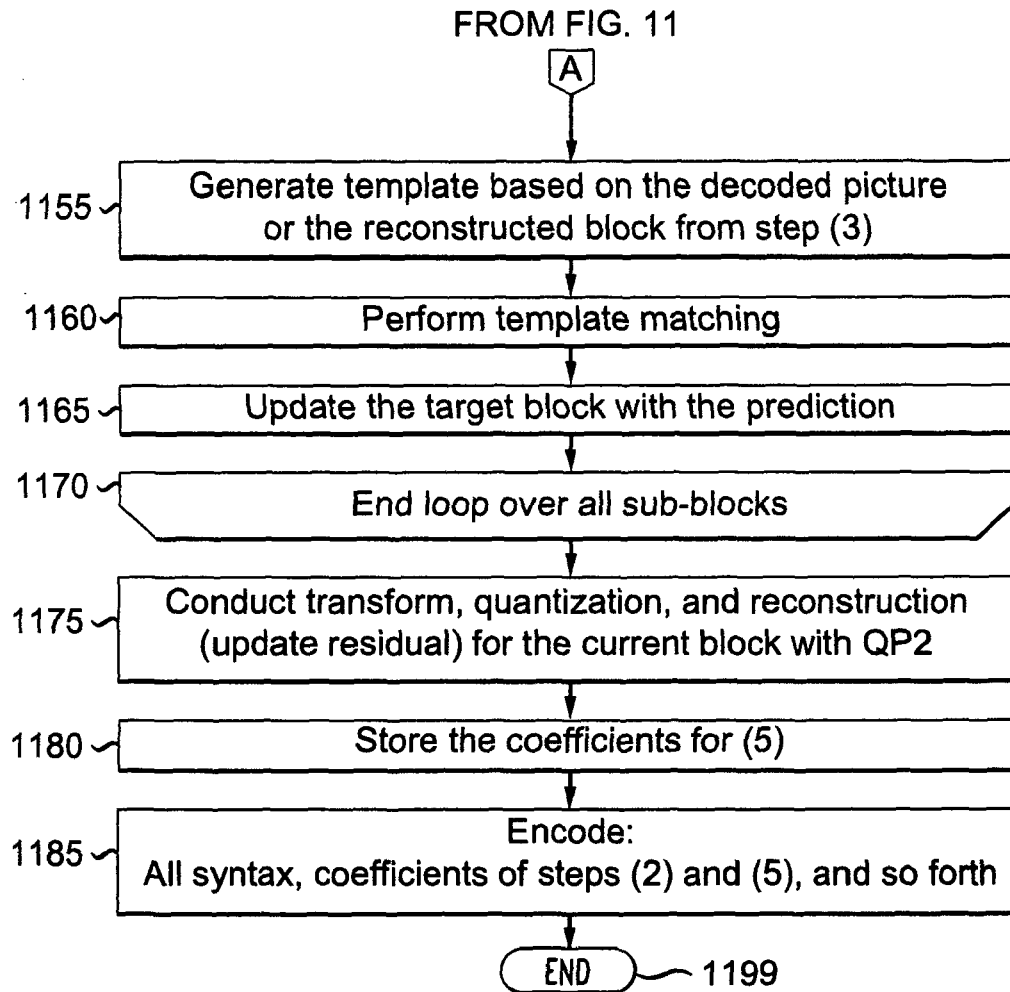 FROM FIG. 11
A
1155
Generate template based on the decoded picture
or the reconstructed block from step (3)
1160
Perform template matching
1165
Update the target block with the prediction
1170
End loop over all sub-blocks
1175
Conduct transform, quantization, and reconstruction
(update residual) for the current block with QP2
1180
Store the coefficients for (5)
1185
Encode:
All syntax, coefficients of steps (2) and (5), and so forth
END
1199